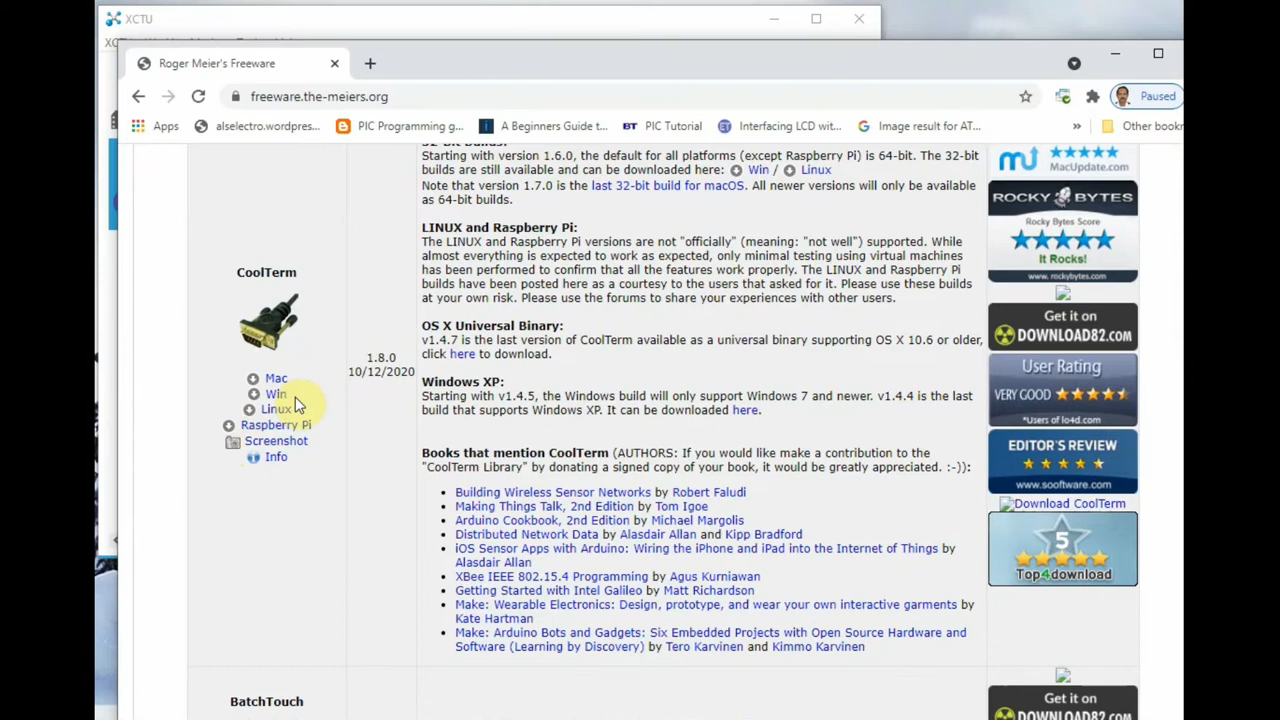 XCTU
XC
Roger Meier's Freeware
freeware.the-meiers.org
Paused
Apps
alselectro.wordpres...
PIC Programming g...
A Beginners Guide t...
BT PIC Tutorial
Interfacing LCD wit...
Image result for AT...
»
Other bookm
32-Bit Builds:
Starting with version 1.6.0, the default for all platforms (except Raspberry Pi) is 64-bit. The 32-bit
builds are still available and can be downloaded here: Win / Linux
Note that version 1.7.0 is the last 32-bit build for macOS. All newer versions will only be available
as 64-bit builds.
LINUX and Raspberry Pi:
The LINUX and Raspberry Pi versions are not "officially" (meaning: "not well") supported. While
almost everything is expected to work as expected, only minimal testing using virtual machines
has been performed to confirm that all the features work properly. The LINUX and Raspberry Pi
builds have been posted here as a courtesy to the users that asked for it. Please use these builds
at your own risk. Please use the forums to share your experiences with other users.
CoolTerm
OS X Universal Binary:
v1.4.7 is the last version of CoolTerm available as a universal binary supporting OS X 10.6 or older,
click here to download.
1.8.0
10/12/2020
Mac
Win
Linux
Raspberry Pi
Screenshot
Info
Windows XP:
Starting with v1.4.5, the Windows build will only support Windows 7 and newer. v1.4.4 is the last
build that supports Windows XP. It can be downloaded here.
Books that mention CoolTerm (AUTHORS: If you would like make a contribution to the
"CoolTerm Library" by donating a signed copy of your book, it would be greatly appreciated. :-)):
• Building Wireless Sensor Networks by Robert Faludi
• Making Things Talk, 2nd Edition by Tom Igoe
• Arduino Cookbook, 2nd Edition by Michael Margolis
• Distributed Network Data by Alasdair Allan and Kipp Bradford
• iOS Sensor Apps with Arduino: Wiring the iPhone and iPad into the Internet of Things by
Alasdair Allan
• XBee IEEE 802.15.4 Programming by Agus Kurniawan
• Getting Started with Intel Galileo by Matt Richardson
• Make: Wearable Electronics: Design, prototype, and wear your own interactive garments by
Kate Hartman
• Make: Arduino Bots and Gadgets: Six Embedded Projects with Open Source Hardware and
Software (Learning by Discovery) by Tero Karvinen and Kimmo Karvinen
BatchTouch
MacUpdate.com
ROCKY BYTES
Rocky Bytes Score
It Rocks!
www.rockybytes.com
Get it on
DOWNLOAD82.COM
User Rating
VERY GOOD
*Users of lo4d.com
EDITOR'S REVIEW
www.sooftware.com
Download CoolTerm
5
Top4download
Get it on
DOWNLOAD82.COM